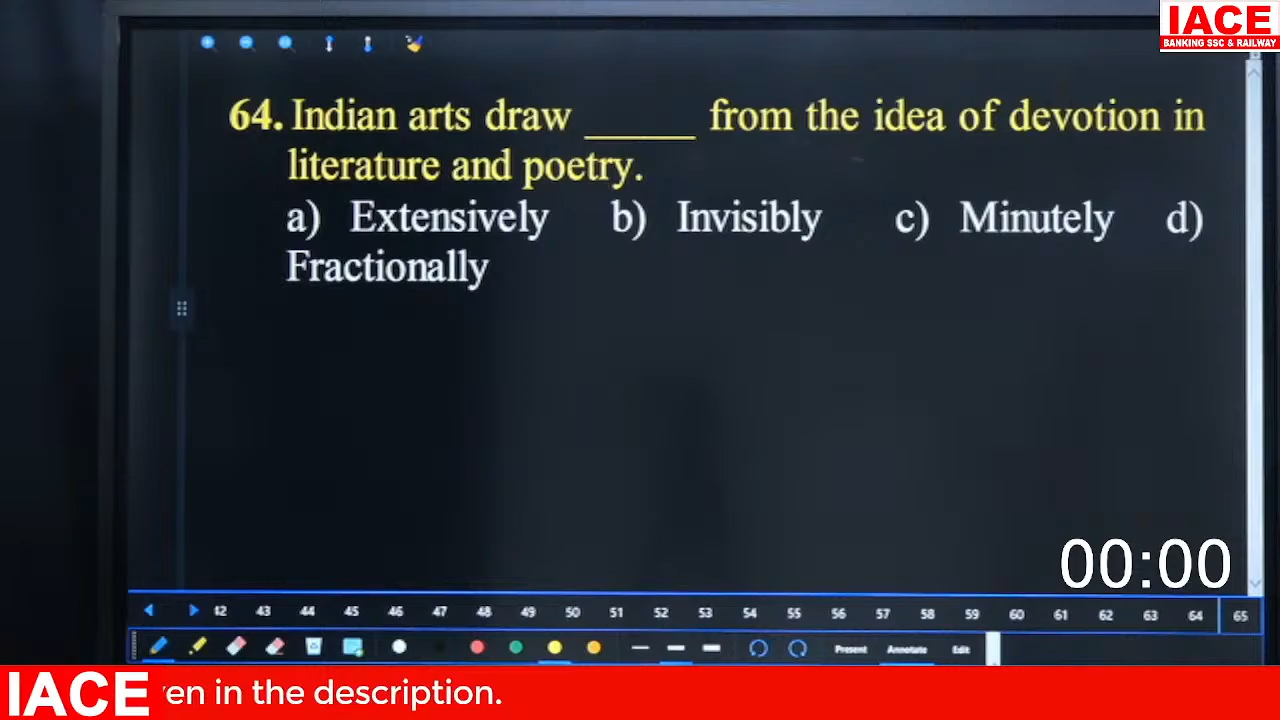 IACE
BANKING SSC & RAILWAY
64. Indian arts draw _____ from the idea of devotion in
literature and poetry.
a) Extensively b) Invisibly c) Minutely d)
Fractionally
00:00
42 43 44 45 46 47 48 49 50 51 52 53 54 55 56 57 58 59 60 61 62 63 64 65
Present Annotate Edit
IACE en in the description.